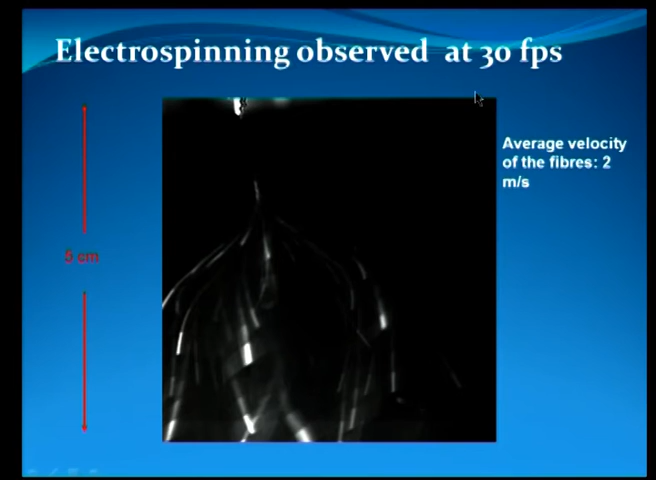 Electrospinning observed at 30 fps
Average velocity
of the fibres: 2
m/s
5 cm